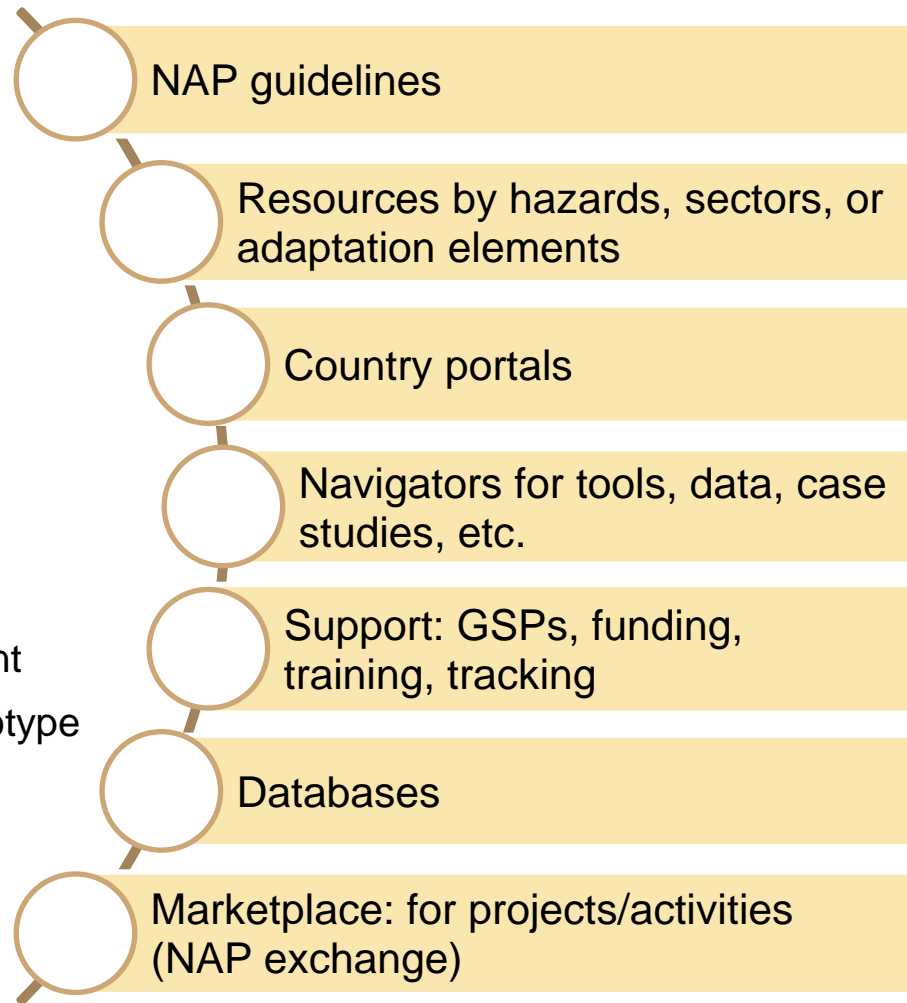 NAP guidelines
Resources by hazards, sectors, or
adaptation elements
Country portals
Navigators for tools, data, case
studies, etc.
Support: GSPs, funding,
training, tracking
Databases
Marketplace: for projects/activities
(NAP exchange)